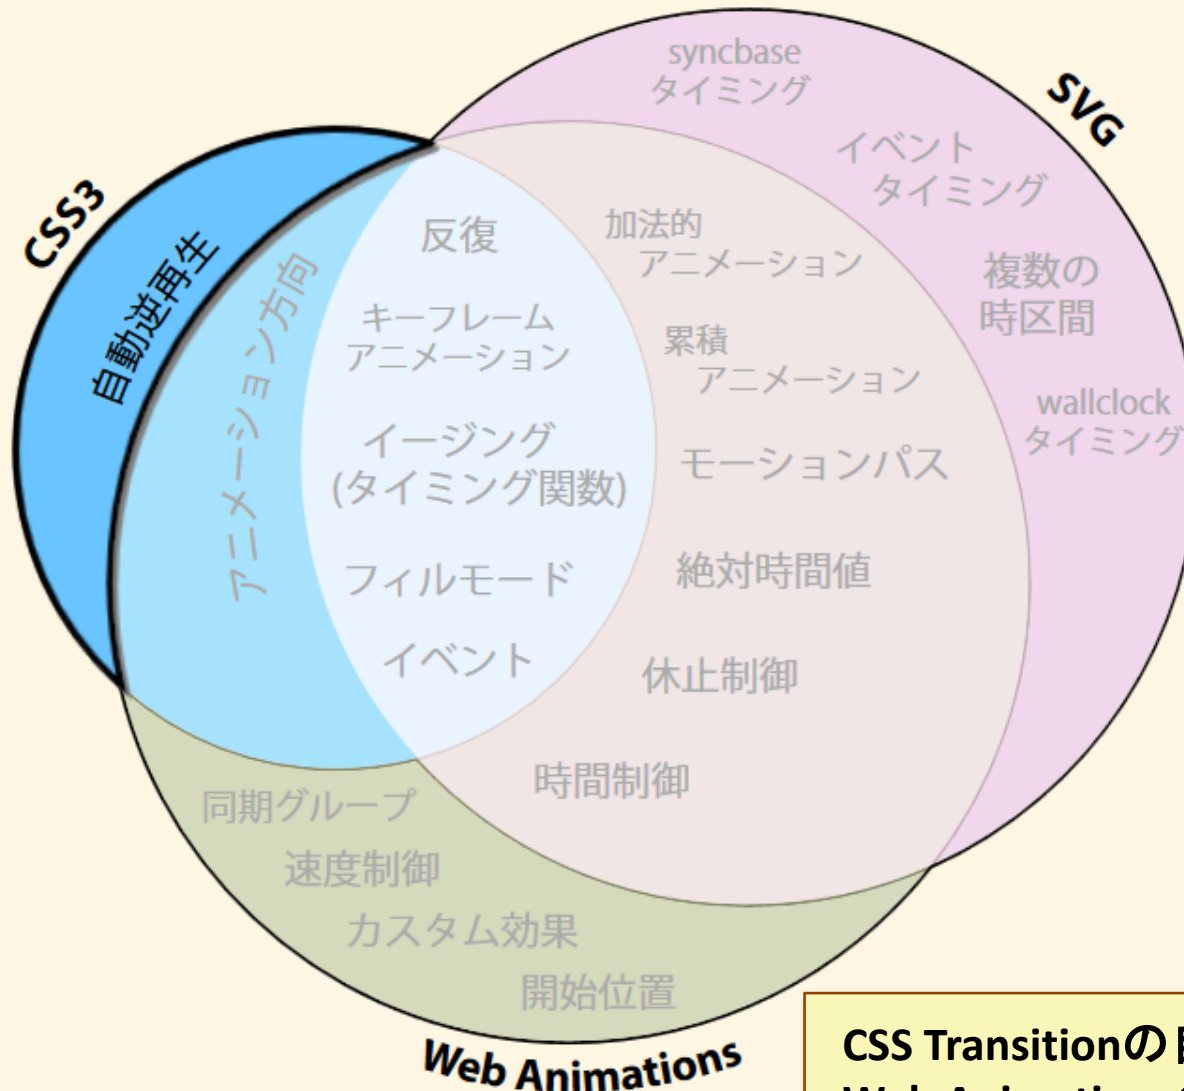 syncbase
タイミング
SVG
イベント
タイミング
CSS3
自動逆再生
アニメーション方向
反復
加法的
アニメーション
複数の
時区間
キーフレーム
アニメーション
累積
アニメーション
wallclock
タイミング
イージング
(タイミング関数)
モーションパス
フィルモード
絶対時間値
イベント
休止制御
時間制御
同期グループ
速度制御
カスタム効果
開始位置
Web Animations
CSS Transitionの